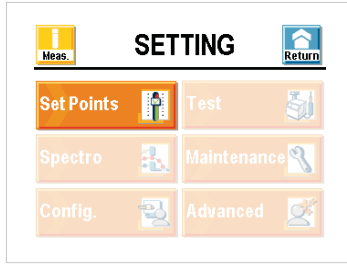 SETTING
Meas.
Return
Set Points
Test
Spectro
Maintenance
Config.
Advanced